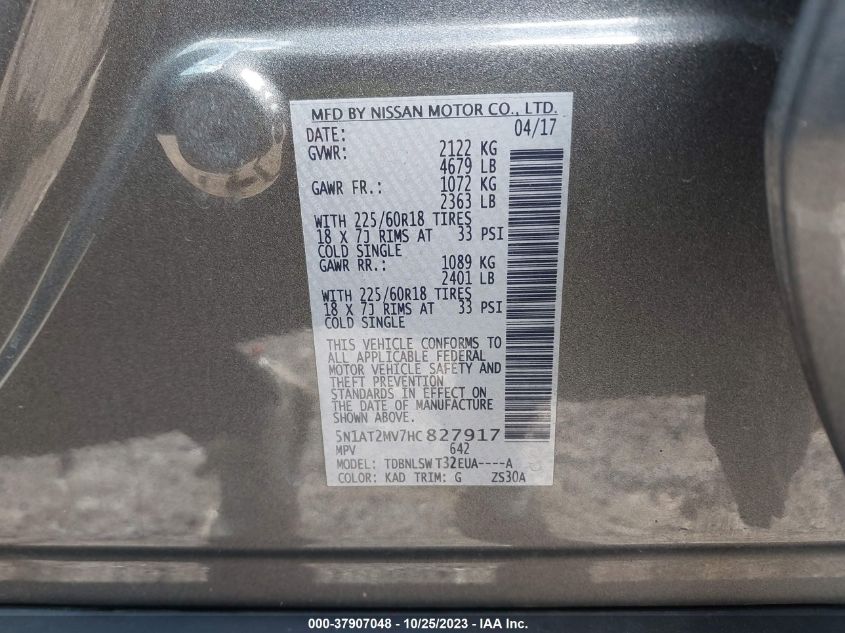 MFD BY NISSAN MOTOR CO., LTD.
DATE: 04/17
GVWR: 2122 KG
4679 LB
GAWR FR.: 1072 KG
2363 LB
WITH 225/60R18 TIRES
18 X 7J RIMS AT 33 PSI
COLD SINGLE
GAWR RR.: 1089 KG
2401 LB
WITH 225/60R18 TIRES
18 X 7J RIMS AT 33 PSI
COLD SINGLE
THIS VEHICLE CONFORMS TO
ALL APPLICABLE FEDERAL
MOTOR VEHICLE SAFETY AND
THEFT PREVENTION
STANDARDS IN EFFECT ON
THE DATE OF MANUFACTURE
SHOWN ABOVE.
5N1AT2MV7HC827917
MPV 642
MODEL: TDBNLSW T32EUA----A
COLOR: KAD TRIM: G ZS30A
000-37907048 - 10/25/2023 - IAA Inc.